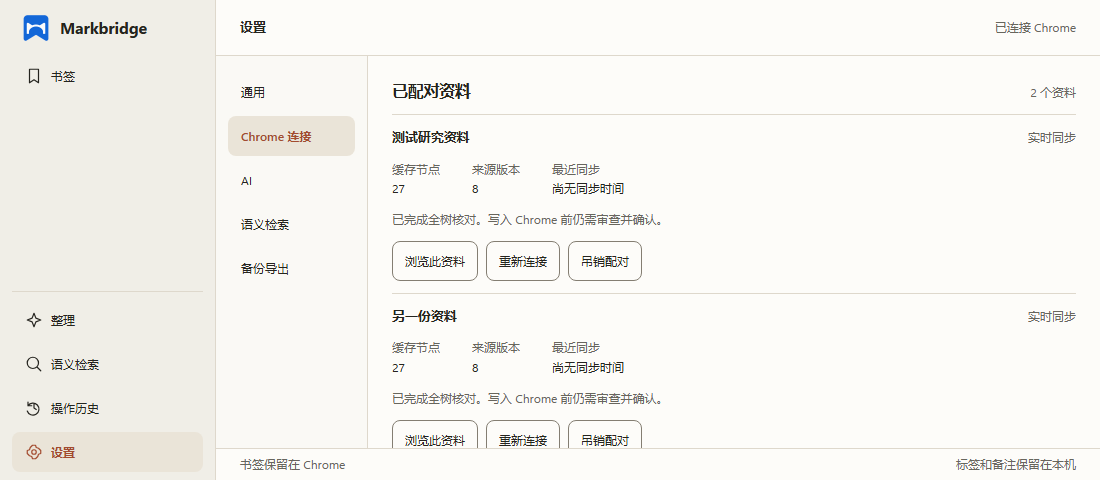 Markbridge
设置
已连接 Chrome
书签
通用
Chrome 连接
AI
语义检索
备份导出
已配对资料
2 个资料
测试研究资料
实时同步
缓存节点 来源版本 最近同步
27 8 尚无同步时间
已完成全树核对。写入 Chrome 前仍需审查并确认。
浏览此资料 重新连接 吊销配对
另一份资料
实时同步
缓存节点 来源版本 最近同步
27 8 尚无同步时间
已完成全树核对。写入 Chrome 前仍需审查并确认。
浏览此资料 重新连接 吊销配对
整理
语义检索
操作历史
设置
书签保留在 Chrome
标签和备注保留在本机